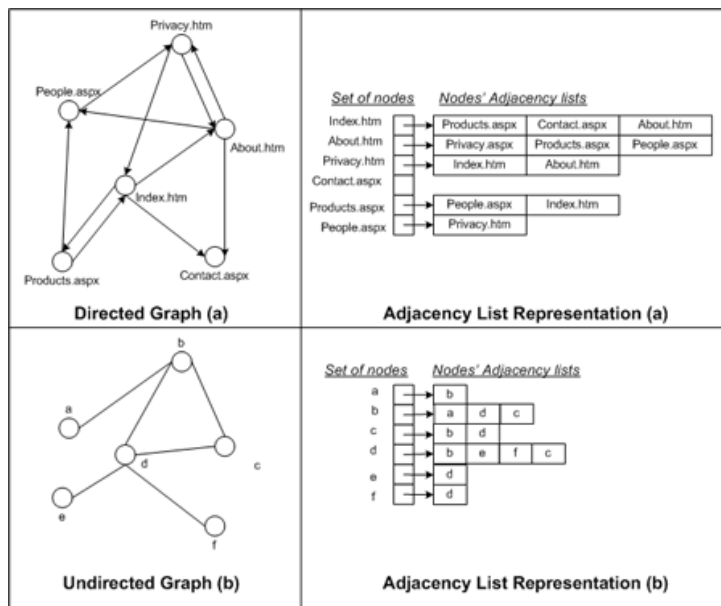 Privacy.htm
People.aspx
About.htm
Index.htm
Products.aspx
Contact.aspx
Directed Graph (a)
Set of nodes Nodes' Adjacency lists
Index.htm Products.aspx Contact.aspx About.htm
About.htm Privacy.aspx Products.aspx People.aspx
Privacy.htm Index.htm About.htm
Contact.aspx
Products.aspx People.aspx Index.htm
People.aspx Privacy.htm
Adjacency List Representation (a)
b
a
d
c
e
f
Undirected Graph (b)
Set of nodes Nodes' Adjacency lists
a b
b a d c
c b d
d b e f c
e d
f d
Adjacency List Representation (b)